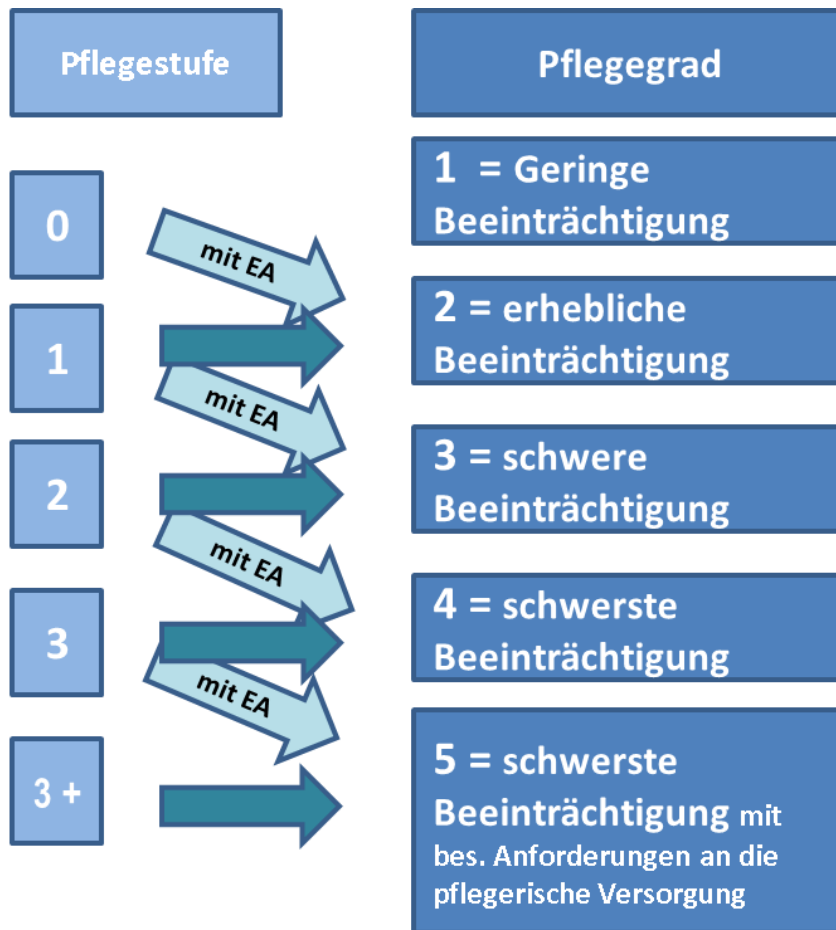 Pflegestufe
Pflegegrad
0
mit EA
1 = Geringe
Beeinträchtigung
1
mit EA
2 = erhebliche
Beeinträchtigung
2
mit EA
3 = schwere
Beeinträchtigung
3
mit EA
4 = schwerste
Beeinträchtigung
3 +
5 = schwerste
Beeinträchtigung mit
bes. Anforderungen an die
pflegerische Versorgung